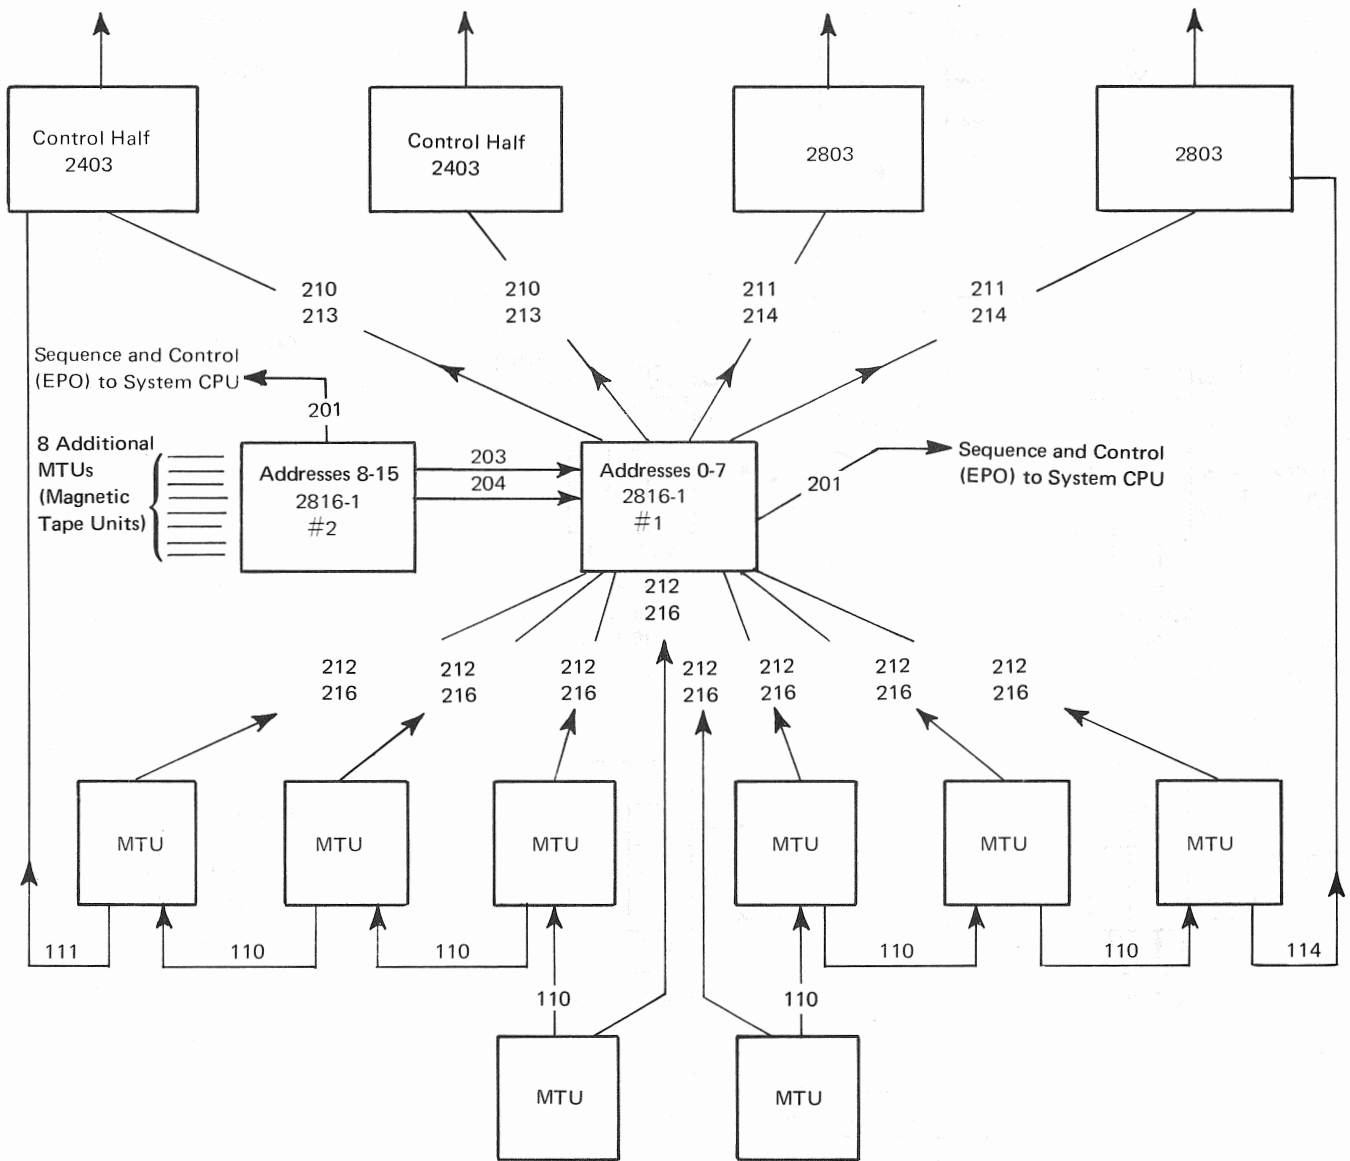 Control Half
2403
Control Half
2403
2803
2803
210
213
210
213
211
214
211
214
Sequence and Control
(EPO) to System CPU
201
8 Additional
MTUs
(Magnetic
Tape Units)
Addresses 8-15
2816-1
#2
203
204
Addresses 0-7
2816-1
#1
201
Sequence and Control
(EPO) to System CPU
212
216
212
216
212
216
212
216
212
216
212
216
212
216
212
216
MTU
MTU
MTU
MTU
MTU
MTU
111
110
110
110
110
114
110
110
MTU
MTU